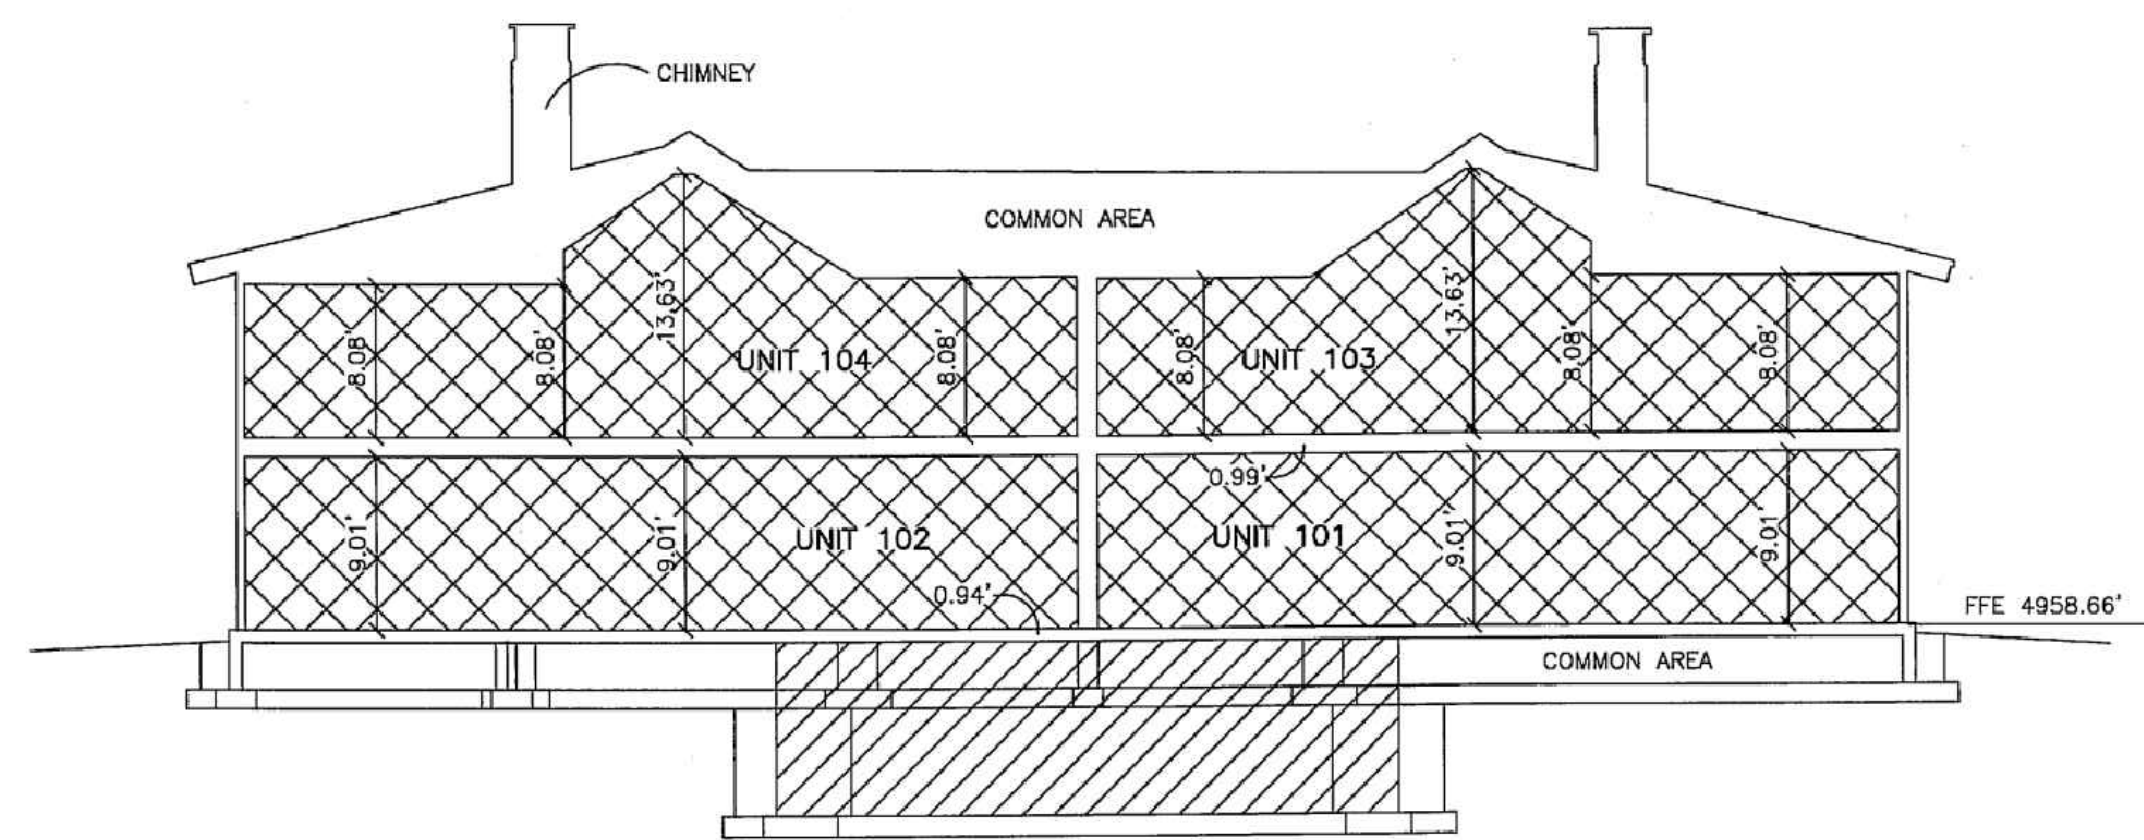 CHIMNEY
COMMON AREA
13.63'
13.63'
8.08'
8.08'
UNIT 104
8.08'
8.08'
UNIT 103
8.08'
8.08'
0.99'
9.01'
9.01'
UNIT 102
UNIT 101
9.01'
9.01'
0.94'
FFE 4958.66'
COMMON AREA